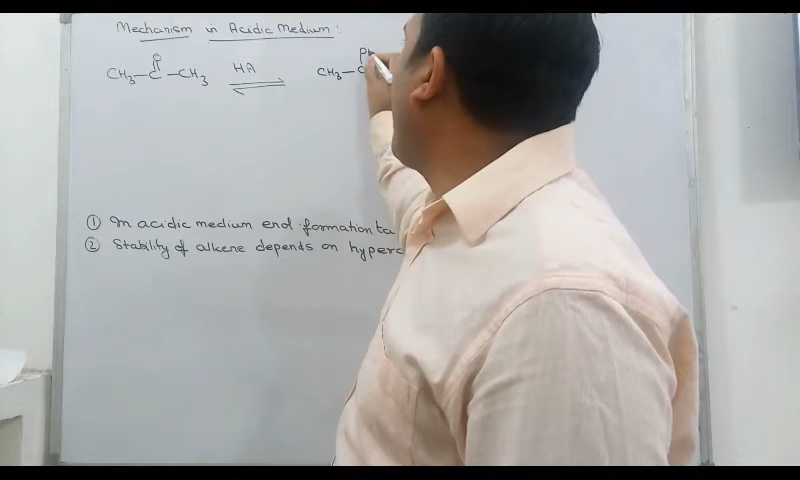 Mechanism in Acidic Medium:
O
CH3-C-CH3 HA CH3-C
① In acidic medium enol formation ta
② Stability of alkene depends on hyperc